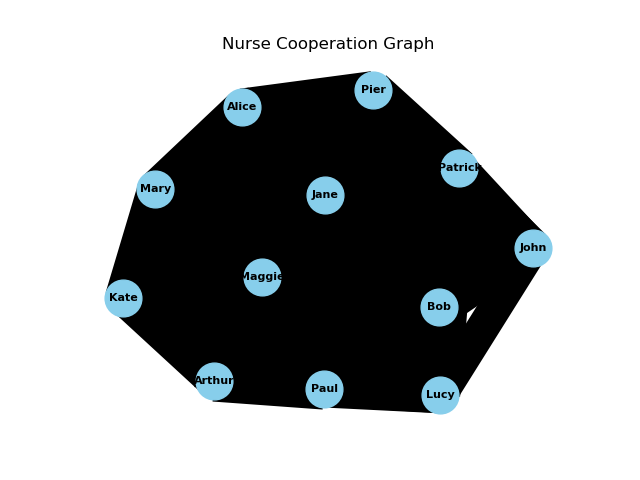 Nurse Cooperation Graph
Pier
Alice
Patrick
Mary
Jane
John
Maggie
Kate
Bob
Arthur
Paul
Lucy